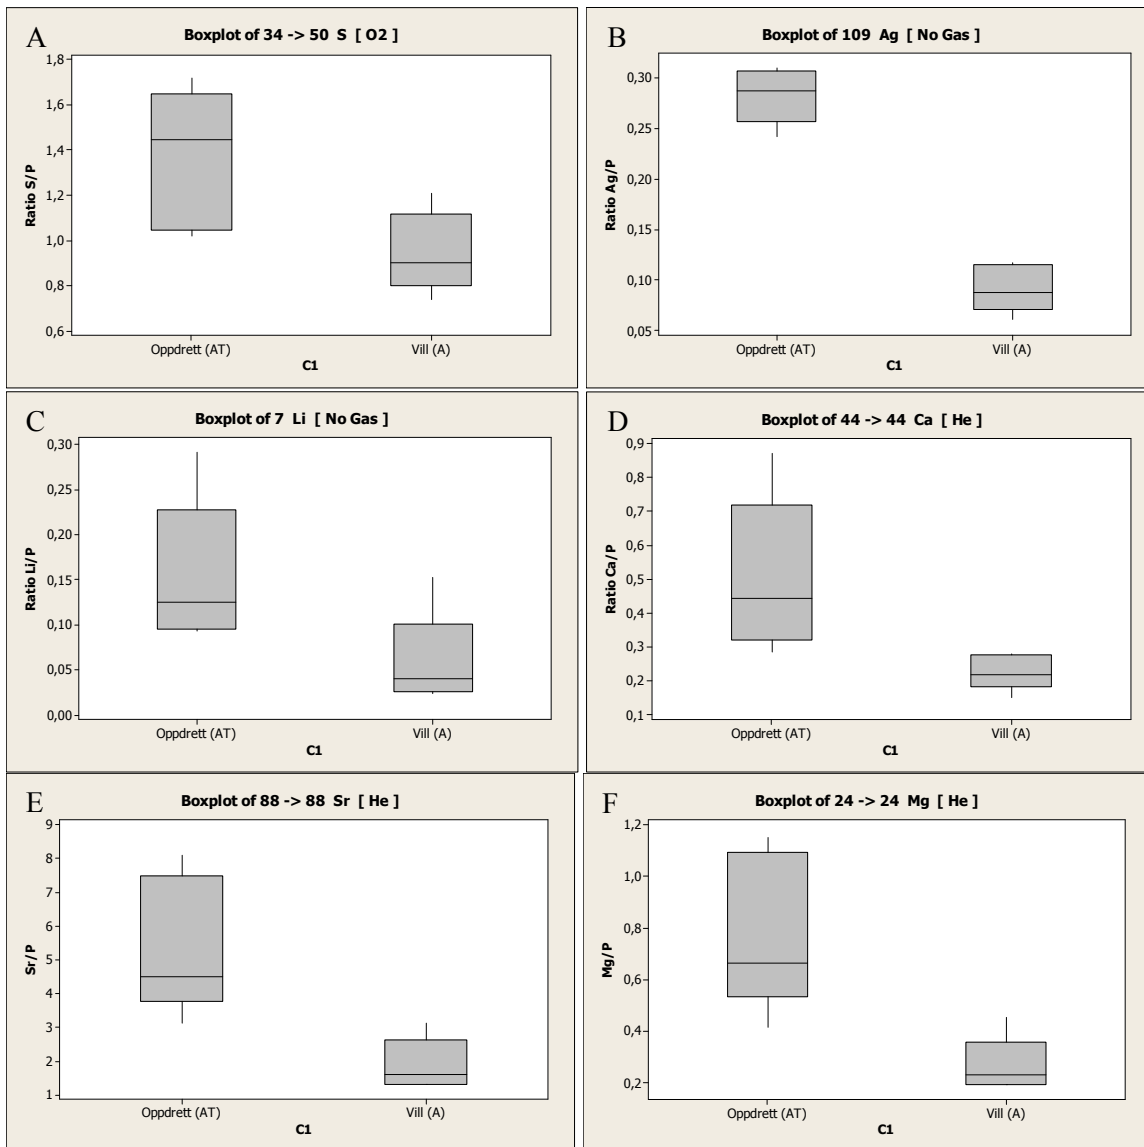 A
Boxplot of 34 -> 50 S [ O2 ]
1,8
1,6
1,4
1,2
1,0
0,8
0,6
Ratio S/P
Oppdrett (AT)
Vill (A)
C1
B
Boxplot of 109 Ag [ No Gas ]
0,30
0,25
0,20
0,15
0,10
0,05
Ratio Ag/P
Oppdrett (AT)
Vill (A)
C1
C
Boxplot of 7 Li [ No Gas ]
0,30
0,25
0,20
0,15
0,10
0,05
0,00
Ratio Li/P
Oppdrett (AT)
Vill (A)
C1
D
Boxplot of 44 -> 44 Ca [ He ]
0,9
0,8
0,7
0,6
0,5
0,4
0,3
0,2
0,1
Ratio Ca/P
Oppdrett (AT)
Vill (A)
C1
E
Boxplot of 88 -> 88 Sr [ He ]
9
8
7
6
5
4
3
2
1
Sr/P
Oppdrett (AT)
Vill (A)
C1
F
Boxplot of 24 -> 24 Mg [ He ]
1,2
1,0
0,8
0,6
0,4
0,2
Mg/P
Oppdrett (AT)
Vill (A)
C1